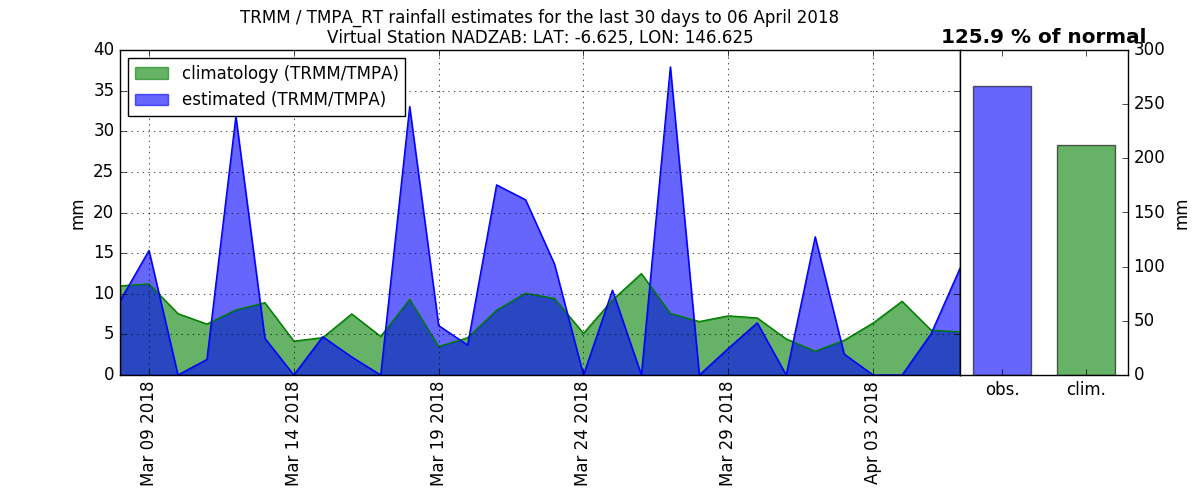 TRMM / TMPA_RT rainfall estimates for the last 30 days to 06 April 2018
Virtual Station NADZAB: LAT: -6.625, LON: 146.625
125.9 % of normal
climatology (TRMM/TMPA)
estimated (TRMM/TMPA)
40
35
30
25
20
15
10
5
0
mm
Mar 09 2018
Mar 14 2018
Mar 19 2018
Mar 24 2018
Mar 29 2018
Apr 03 2018
300
250
200
150
100
50
0
mm
obs.
clim.